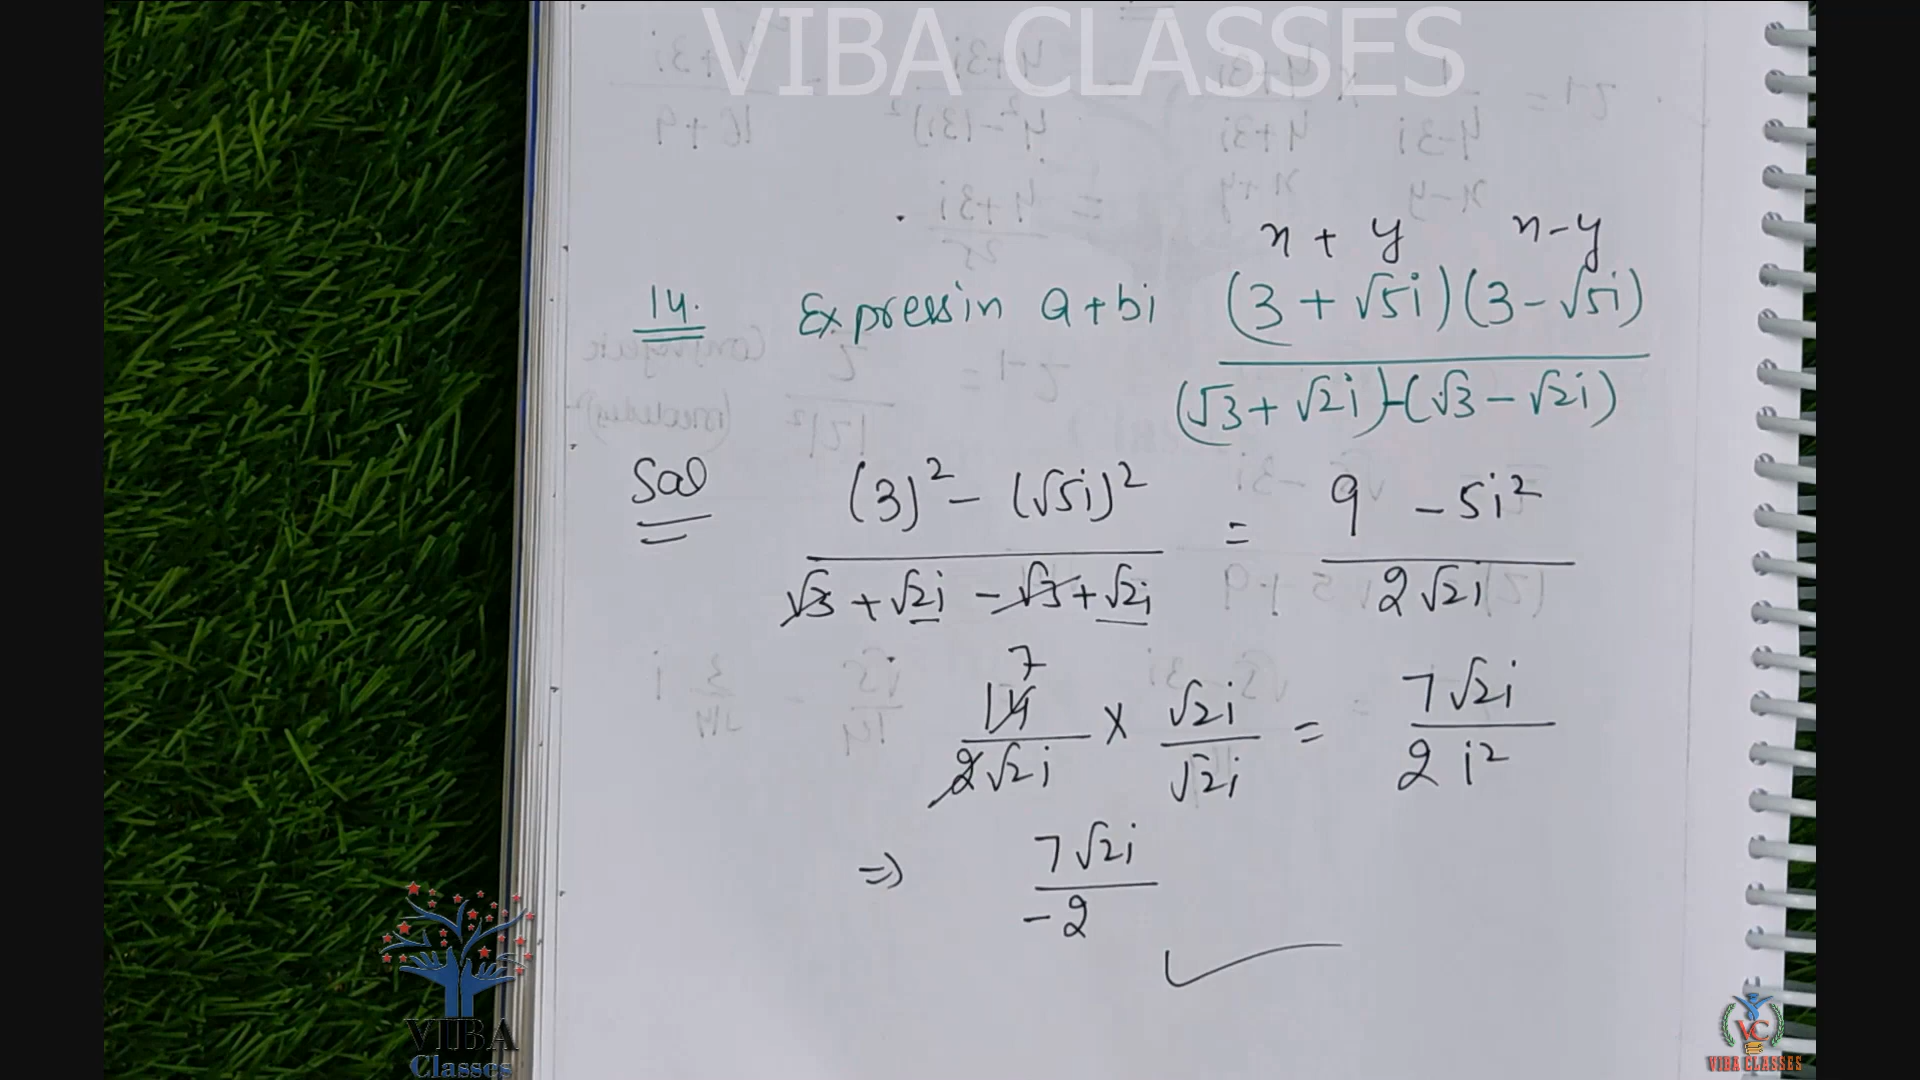 VIBA CLASSES
x + y x-y
14. Express in a+bi (3 + √5i)(3 - √5i)
(√3 + √2i)-(√3 - √2i)
Sol (3)² - (√5i)² = 9 - 5i²
√3 + √2i - √3 + √2i 2√2i
7
14 × √2i = 7√2i
2√2i √2i 2 i²
=> 7√2i
-2
VIBA
Classes
VC
VIBA CLASSES